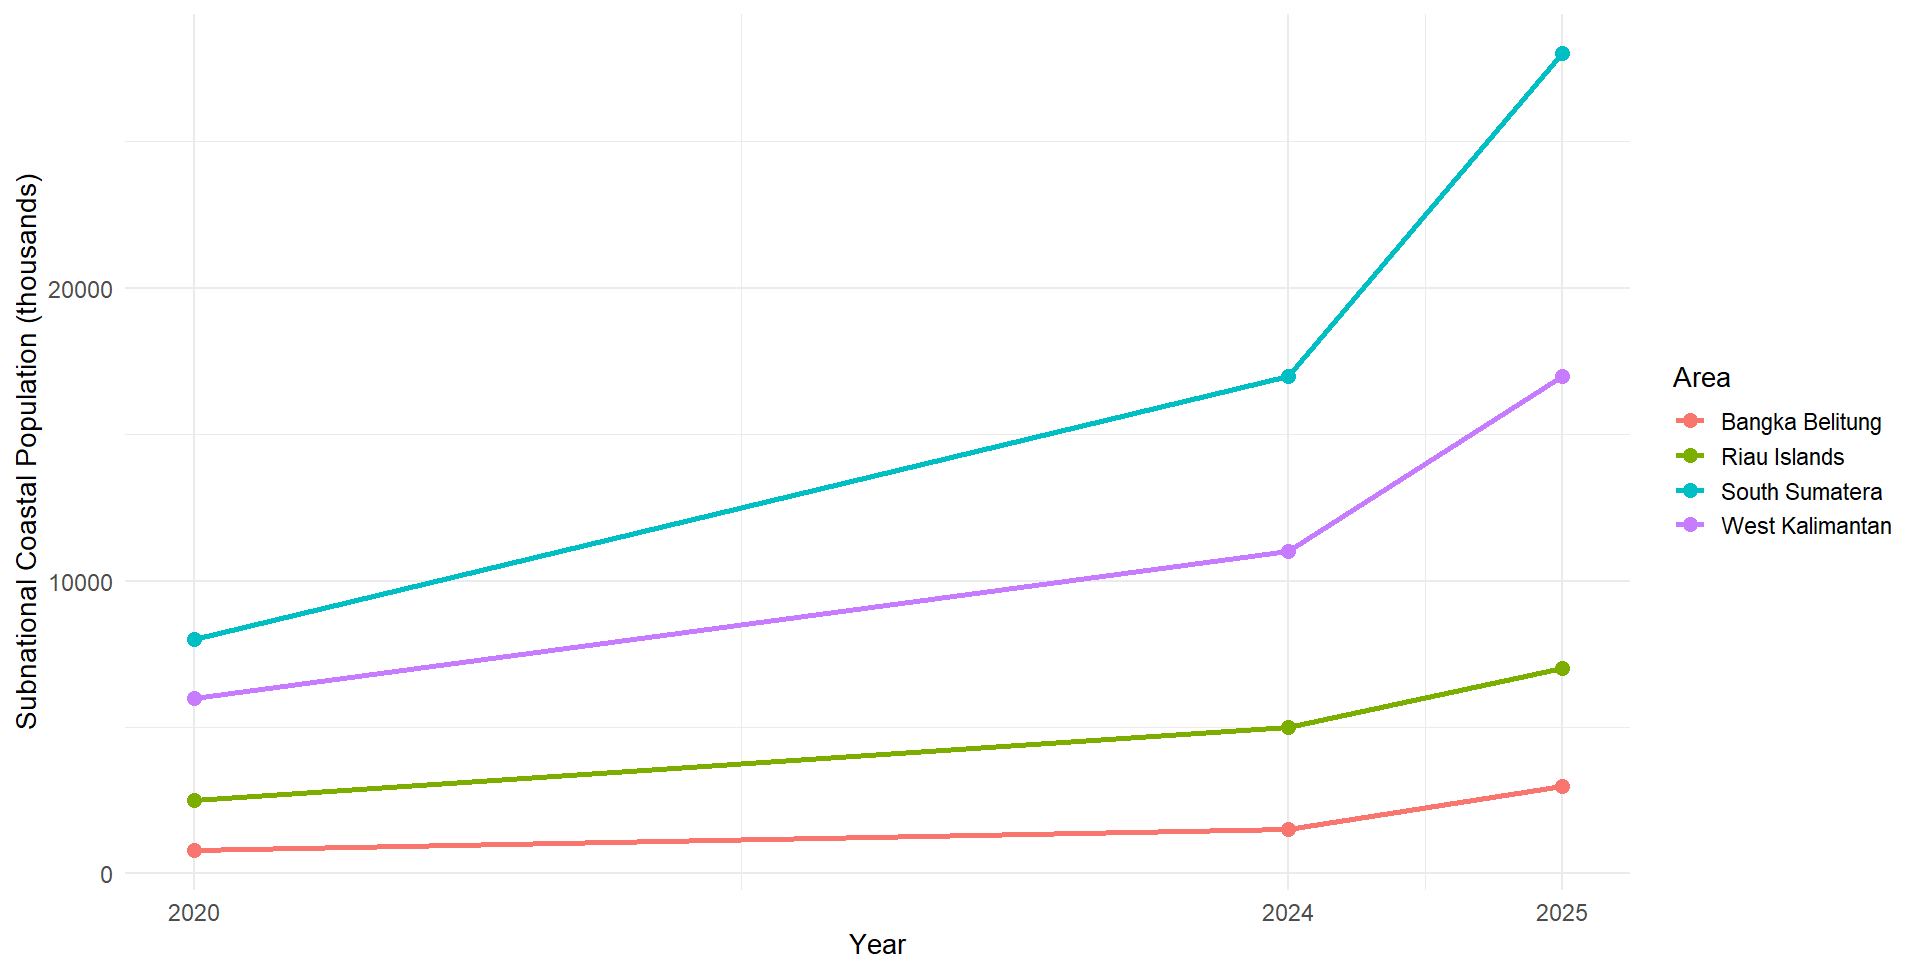 Subnational Coastal Population (thousands)
20000
10000
0
2020
2024
2025
Year
Area
Bangka Belitung
Riau Islands
South Sumatera
West Kalimantan